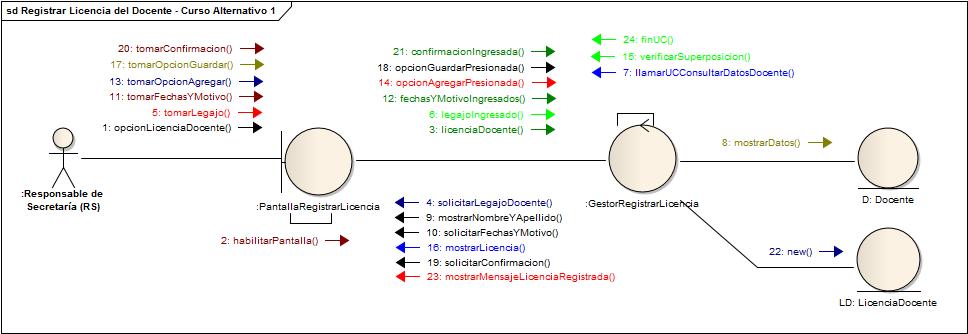 sd Registrar Licencia del Docente - Curso Alternativo 1
20: tomarConfirmacion()
17: tomarOpcionGuardar()
13: tomarOpcionAgregar()
11: tomarFechasYMotivo()
5: tomarLegajo()
1: opcionLicenciaDocente()
21: confirmacionIngresada()
18: opcionGuardarPresionada()
14: opcionAgregarPresionada()
12: fechasYMotivoIngresados()
6: legajoIngresado()
3: licenciaDocente()
24: finUC()
15: verificarSuperposicion()
7: llamarUCConsultarDatosDocente()
8: mostrarDatos()
:Responsable de
Secretaría (RS)
:PantallaRegistrarLicencia
:GestorRegistrarLicencia
D: Docente
2: habilitarPantalla()
4: solicitarLegajoDocente()
9: mostrarNombreYApellido()
10: solicitarFechasYMotivo()
16: mostrarLicencia()
19: solicitarConfirmacion()
23: mostrarMensajeLicenciaRegistrada()
22: new()
LD: LicenciaDocente